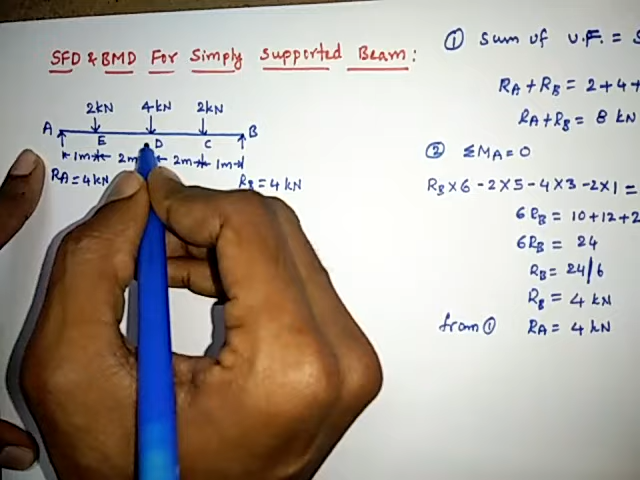 SFD & BMD For Simply Supported Beam:
2kN 4kN 2kN
A B
E D C
1m 2m 2m 1m
RA = 4kN RB = 4 kN
① Sum of V.F. =
RA + RB = 2+4+
RA + RB = 8 kN
② ΣMA = 0
RB×6 - 2×5 - 4×3 - 2×1 =
6RB = 10+12+2
6RB = 24
RB = 24/6
RB = 4 kN
from ① RA = 4 kN